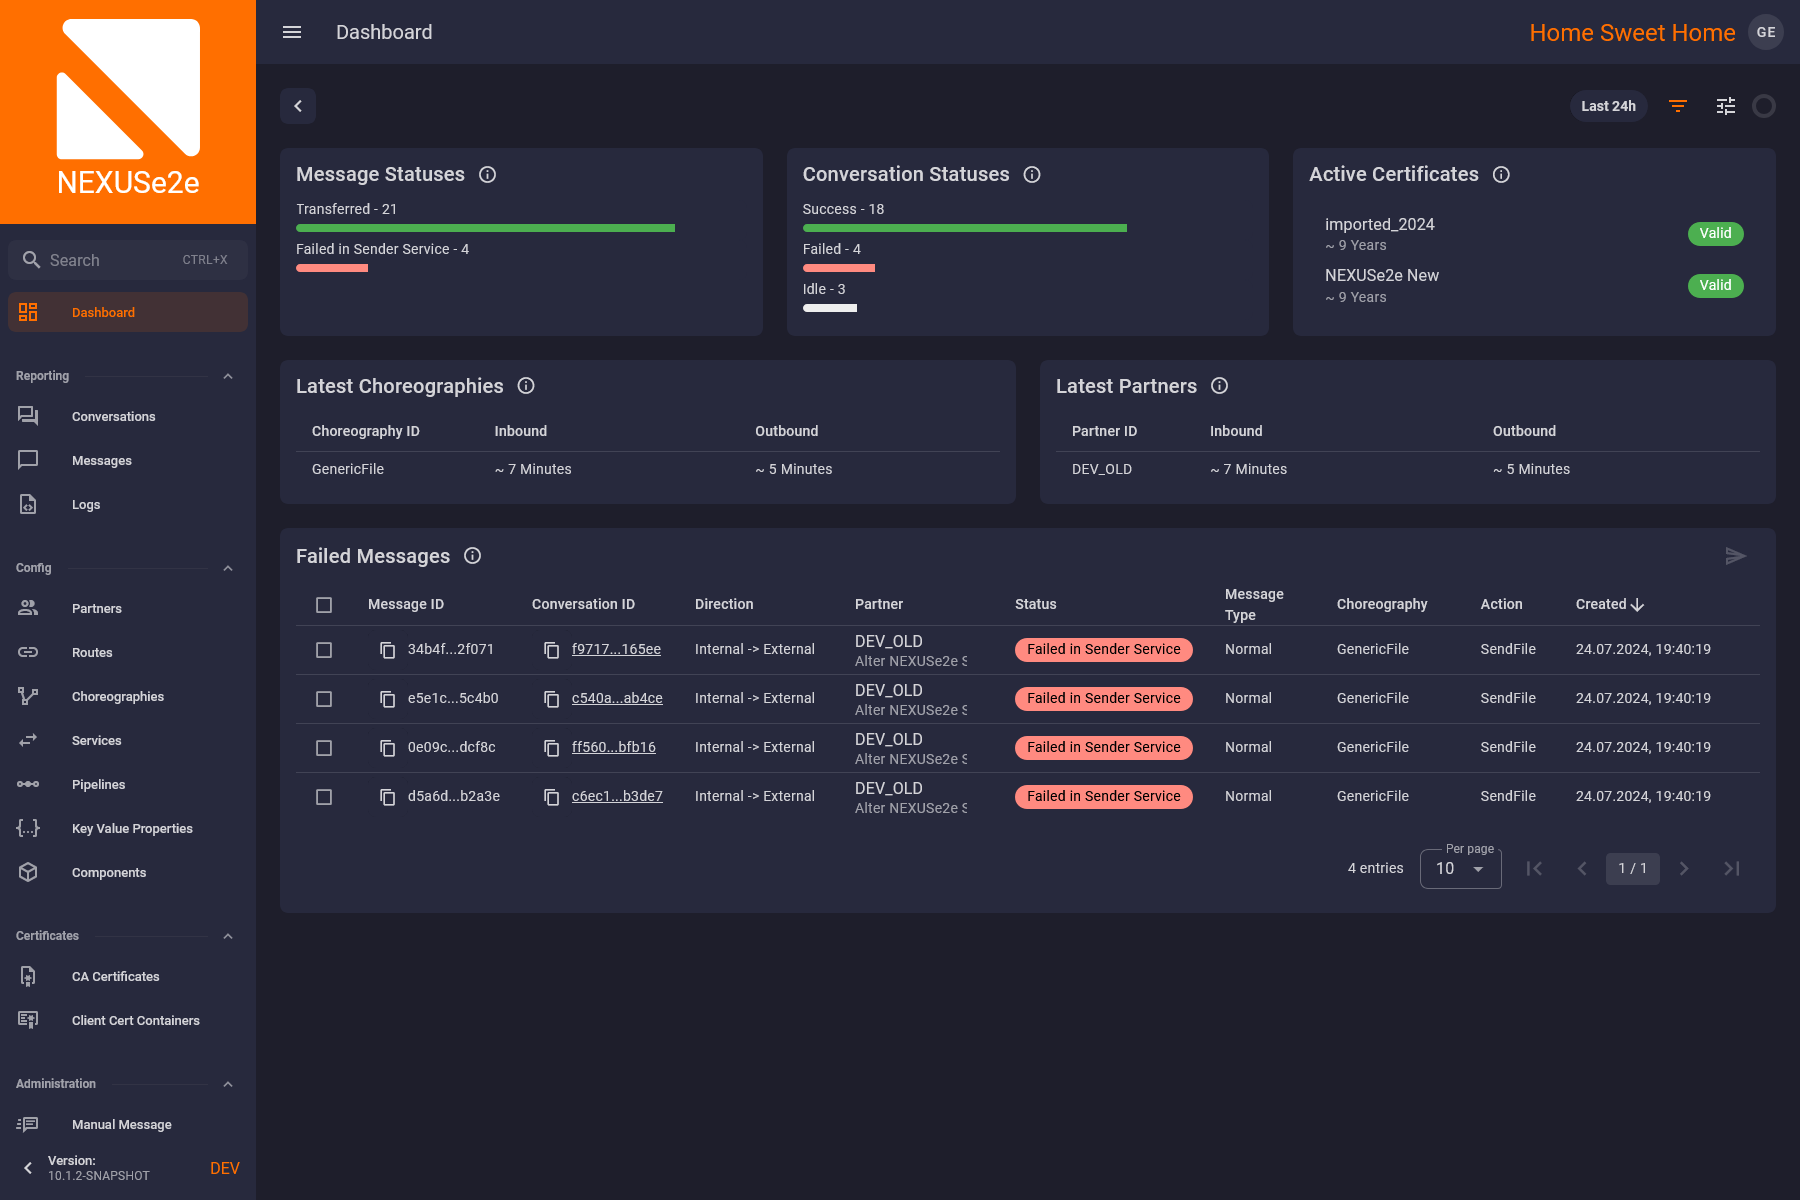 NEXUSe2e
Search CTRL+X
Dashboard
Reporting
Conversations
Messages
Logs
Config
Partners
Routes
Choreographies
Services
Pipelines
Key Value Properties
Components
Certificates
CA Certificates
Client Cert Containers
Administration
Manual Message
Version:
10.1.2-SNAPSHOT
DEV
Dashboard
Home Sweet Home GE
Last 24h
Message Statuses
Transferred - 21
Failed in Sender Service - 4
Conversation Statuses
Success - 18
Failed - 4
Idle - 3
Active Certificates
imported_2024
~ 9 Years
Valid
NEXUSe2e New
~ 9 Years
Valid
Latest Choreographies
Choreography ID Inbound Outbound
GenericFile ~ 7 Minutes ~ 5 Minutes
Latest Partners
Partner ID Inbound Outbound
DEV_OLD ~ 7 Minutes ~ 5 Minutes
Failed Messages
Message ID Conversation ID Direction Partner Status Message Type Choreography Action Created
34b4f...2f071 f9717...165ee Internal -> External DEV_OLD Failed in Sender Service Normal GenericFile SendFile 24.07.2024, 19:40:19
Alter NEXUSe2e S
e5e1c...5c4b0 c540a...ab4ce Internal -> External DEV_OLD Failed in Sender Service Normal GenericFile SendFile 24.07.2024, 19:40:19
Alter NEXUSe2e S
0e09c...dcf8c ff560...bfb16 Internal -> External DEV_OLD Failed in Sender Service Normal GenericFile SendFile 24.07.2024, 19:40:19
Alter NEXUSe2e S
d5a6d...b2a3e c6ec1...b3de7 Internal -> External DEV_OLD Failed in Sender Service Normal GenericFile SendFile 24.07.2024, 19:40:19
Alter NEXUSe2e S
4 entries Per page 10 1 / 1